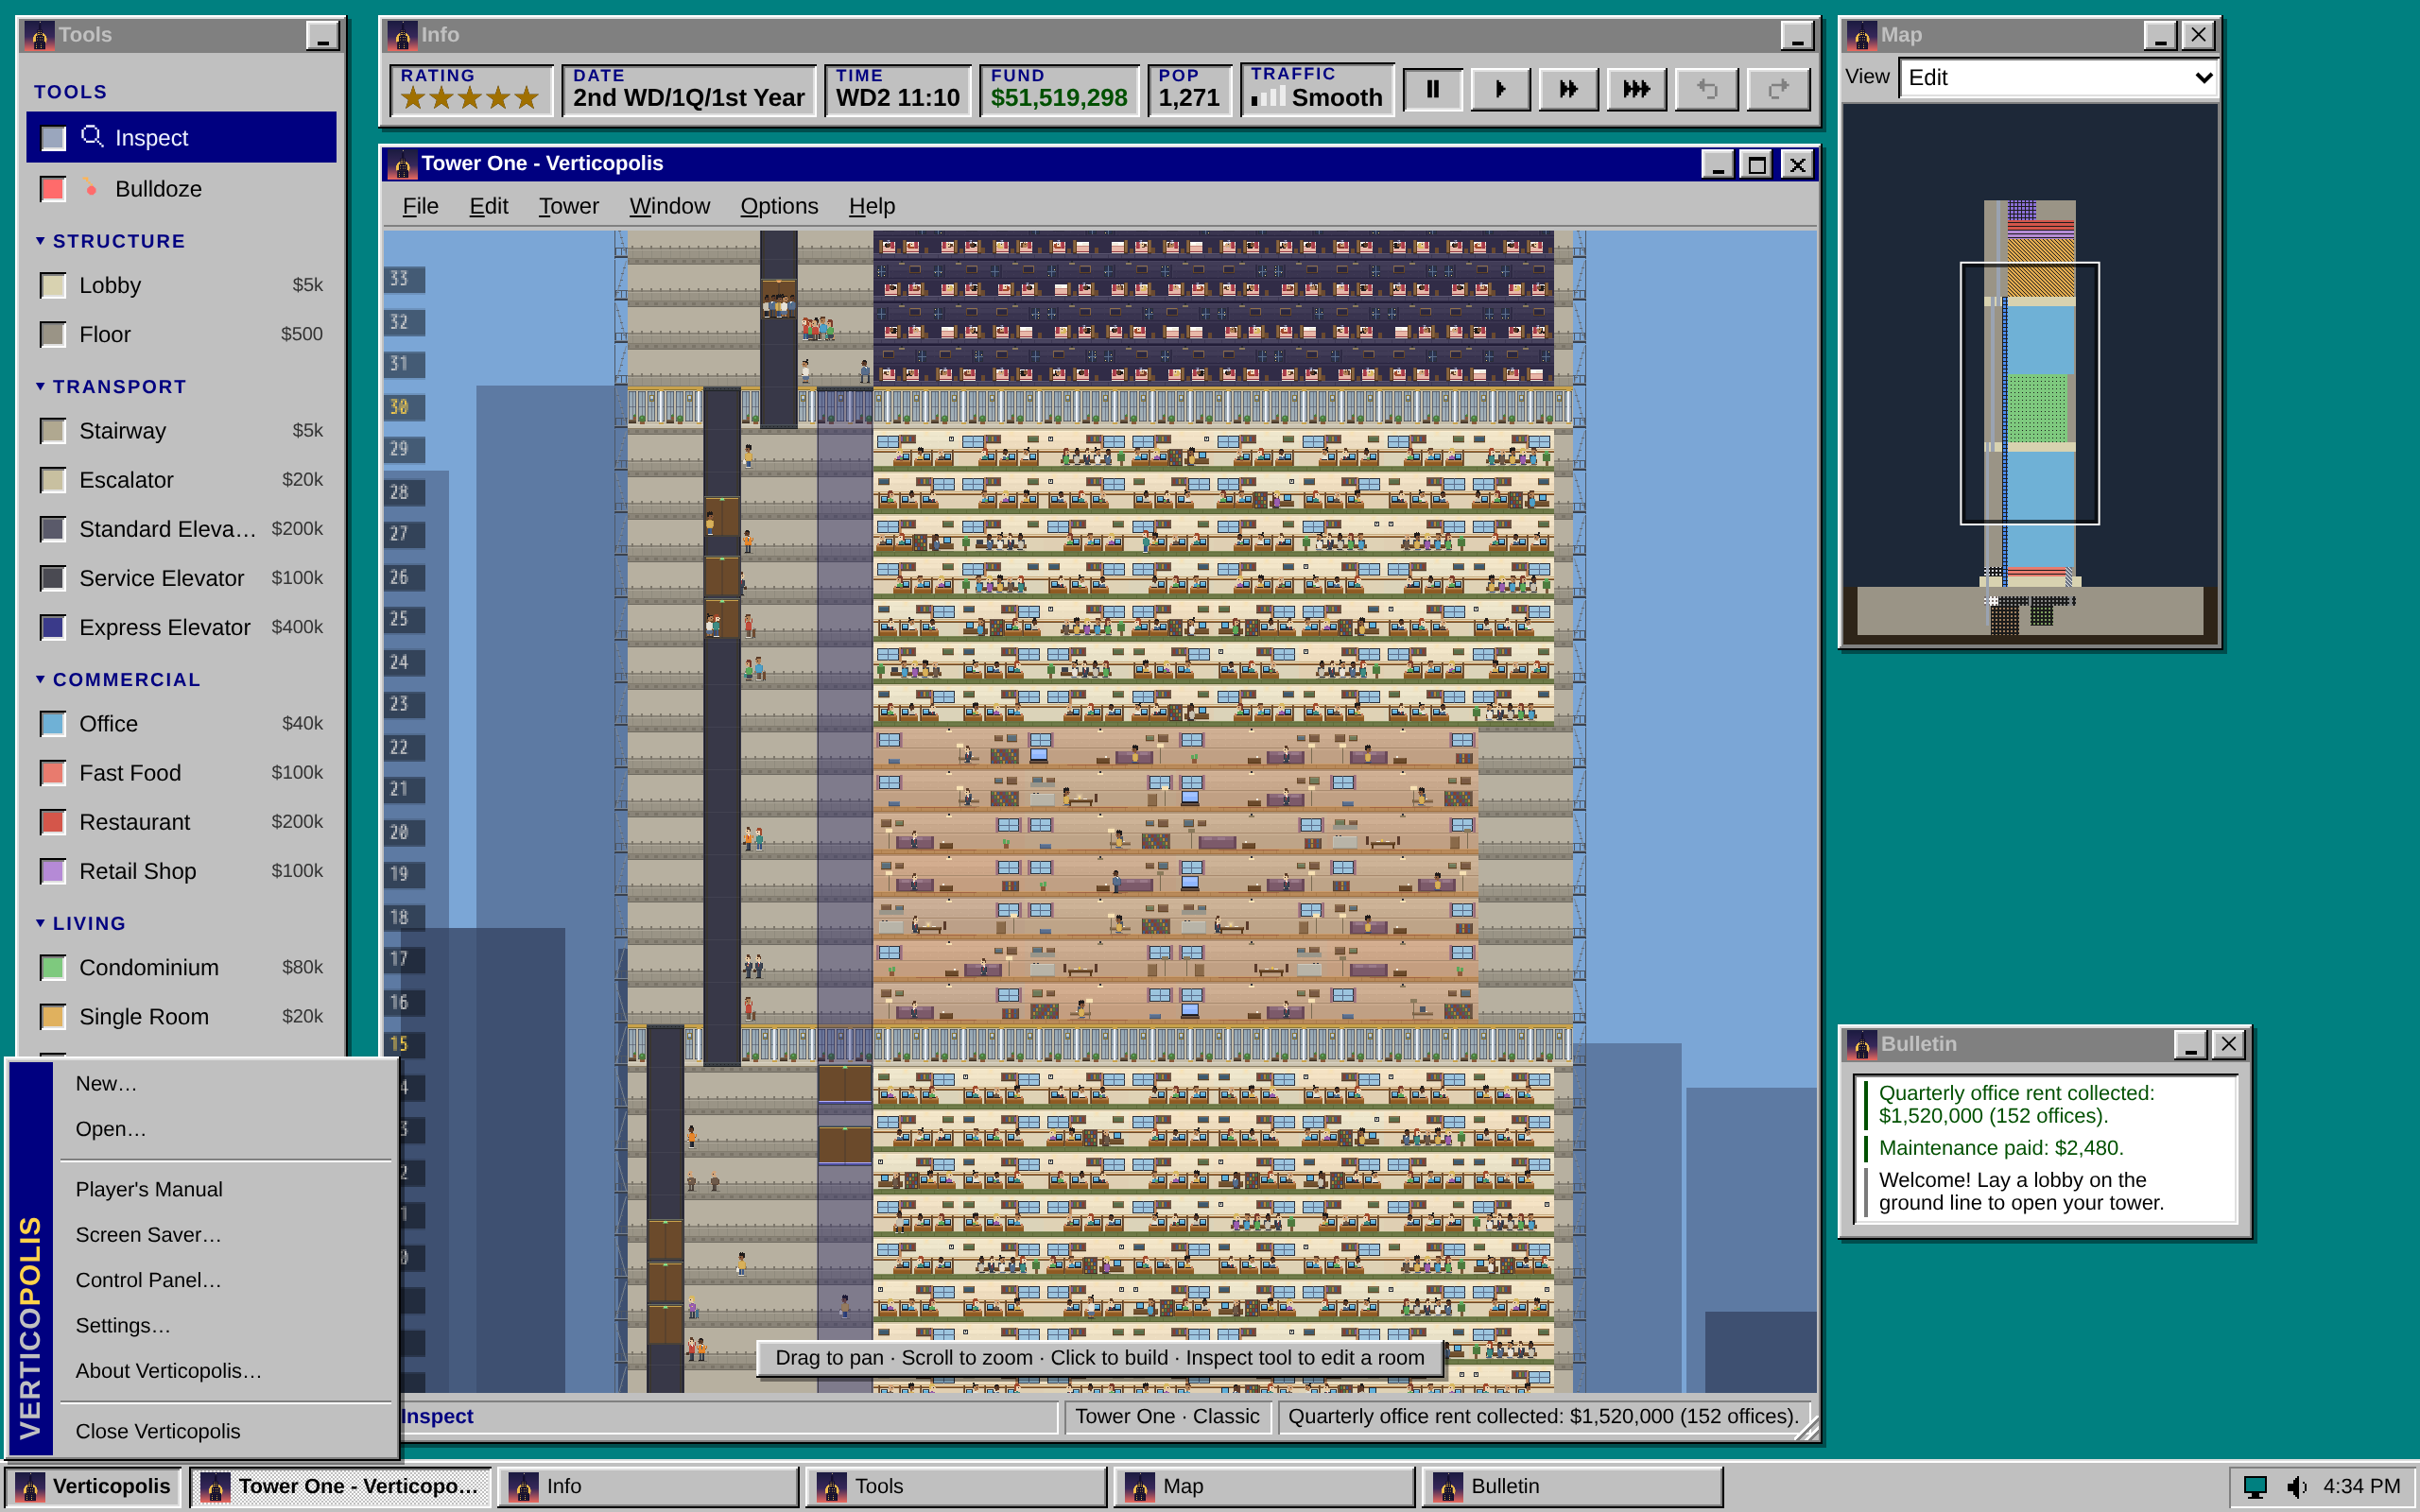 Tools
TOOLS
Inspect
Bulldoze
STRUCTURE
Lobby $5k
Floor $500
TRANSPORT
Stairway $5k
Escalator $20k
Standard Eleva… $200k
Service Elevator $100k
Express Elevator $400k
COMMERCIAL
Office $40k
Fast Food $100k
Restaurant $200k
Retail Shop $100k
LIVING
Condominium $80k
Single Room $20k
Info
RATING
DATE
2nd WD/1Q/1st Year
TIME
WD2 11:10
FUND
$51,519,298
POP
1,271
TRAFFIC
Smooth
Tower One - Verticopolis
File Edit Tower Window Options Help
33
32
31
30
29
28
27
26
25
24
23
22
21
20
19
18
17
16
15
4
3
2
1
0
Drag to pan · Scroll to zoom · Click to build · Inspect tool to edit a room
Inspect
Tower One · Classic
Quarterly office rent collected: $1,520,000 (152 offices).
Map
View Edit
Bulletin
Quarterly office rent collected:
$1,520,000 (152 offices).
Maintenance paid: $2,480.
Welcome! Lay a lobby on the
ground line to open your tower.
VERTICOPOLIS
New…
Open…
Player's Manual
Screen Saver…
Control Panel…
Settings…
About Verticopolis…
Close Verticopolis
Verticopolis
Tower One - Verticopo…
Info
Tools
Map
Bulletin
4:34 PM